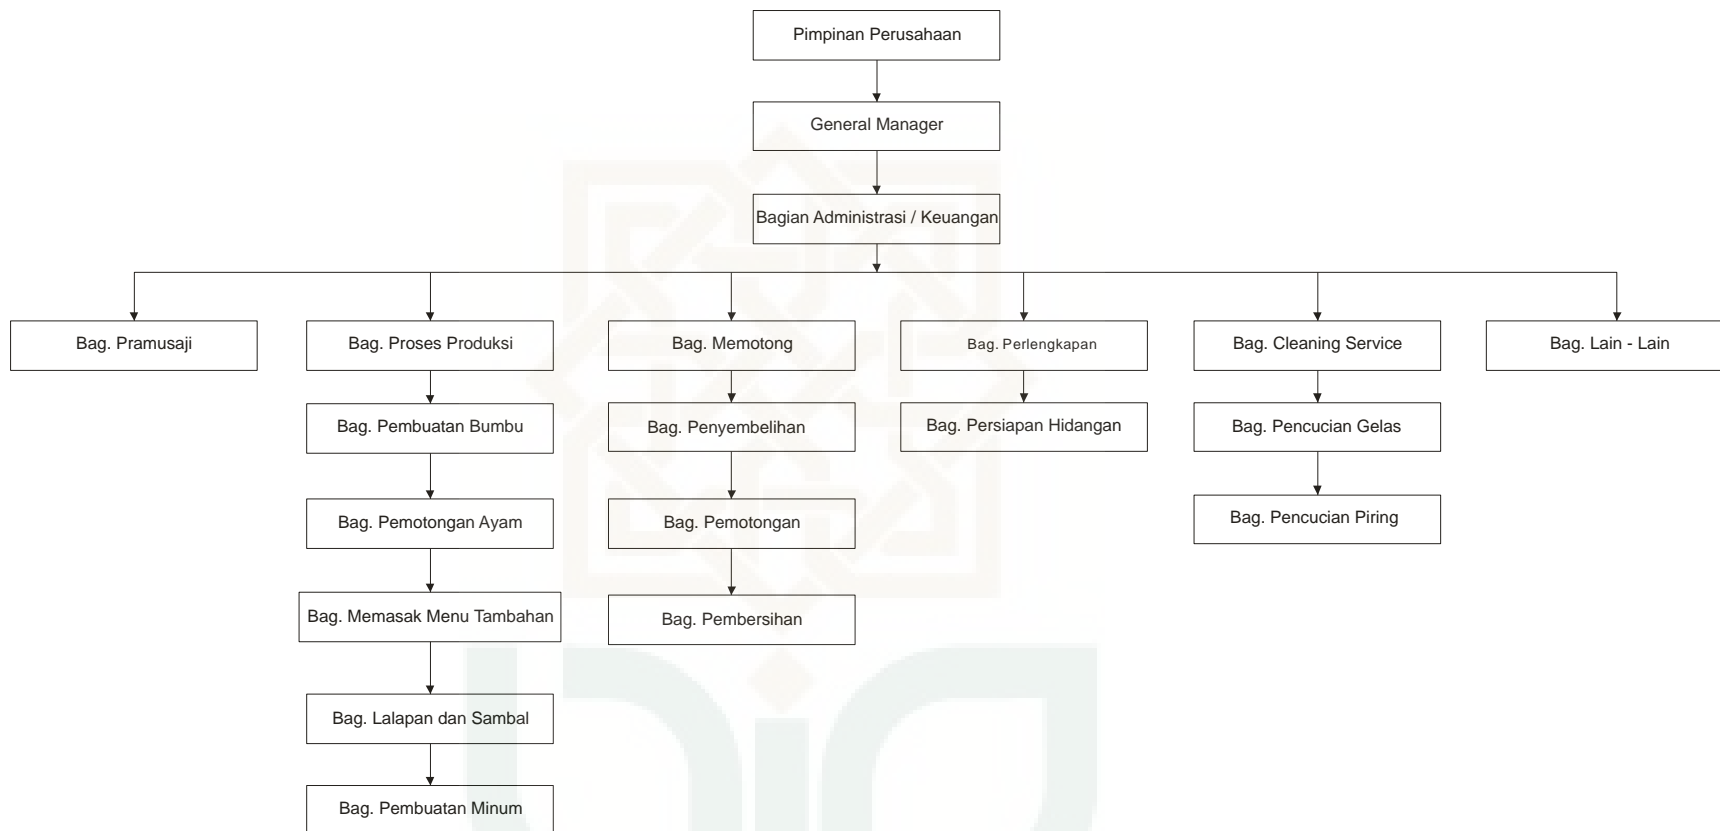 Pimpinan Perusahaan
General Manager
Bagian Administrasi / Keuangan
Bag. Pramusaji
Bag. Proses Produksi
Bag. Memotong
Bag. Perlengkapan
Bag. Cleaning Service
Bag. Lain - Lain
Bag. Pembuatan Bumbu
Bag. Penyembelihan
Bag. Persiapan Hidangan
Bag. Pencucian Gelas
Bag. Pemotongan Ayam
Bag. Pemotongan
Bag. Pencucian Piring
Bag. Memasak Menu Tambahan
Bag. Pembersihan
Bag. Lalapan dan Sambal
Bag. Pembuatan Minum